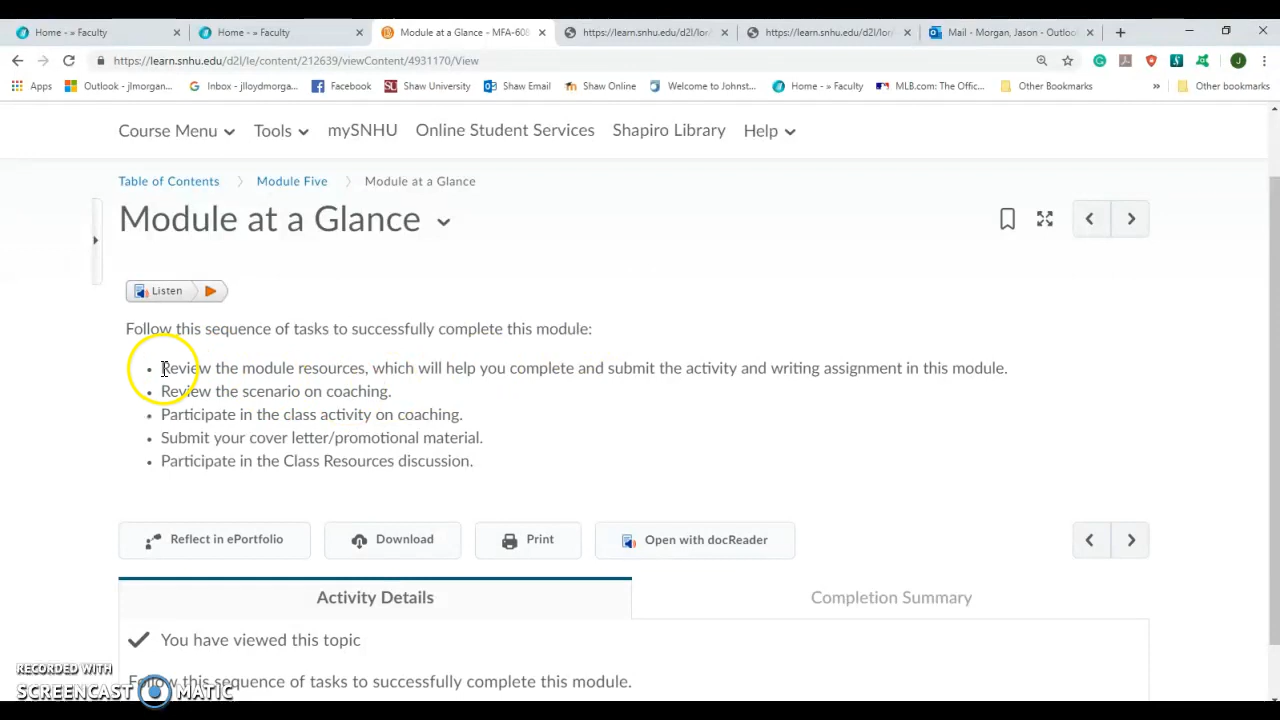 Home - » Faculty
Home - » Faculty
Module at a Glance - MFA-608
https://learn.snhu.edu/d2l/lor/
https://learn.snhu.edu/d2l/lor/
Mail - Morgan, Jason - Outloo
https://learn.snhu.edu/d2l/le/content/212639/viewContent/4931170/View
Apps
Outlook - jlmorgan...
Inbox - jlloydmorga...
Facebook
Shaw University
Shaw Email
Shaw Online
Welcome to Johnst...
Home - » Faculty
MLB.com: The Offic...
Other Bookmarks
»
Other bookmarks
Course Menu
Tools
mySNHU
Online Student Services
Shapiro Library
Help
Table of Contents
Module Five
Module at a Glance
Module at a Glance
Listen
Follow this sequence of tasks to successfully complete this module:
• Review the module resources, which will help you complete and submit the activity and writing assignment in this module.
• Review the scenario on coaching.
• Participate in the class activity on coaching.
• Submit your cover letter/promotional material.
• Participate in the Class Resources discussion.
Reflect in ePortfolio
Download
Print
Open with docReader
Activity Details
Completion Summary
You have viewed this topic
Follow this sequence of tasks to successfully complete this module.
RECORDED WITH
SCREENCAST MATIC